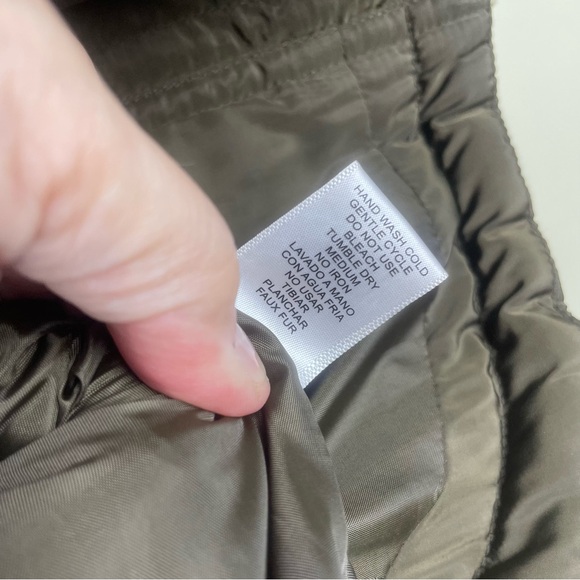 HAND WASH COLD
GENTLE CYCLE
DO NOT USE
BLEACH
TUMBLE DRY
MEDIUM
NO IRON
LAVADO A MANO
CON AGUA FRIA
NO USAR
TIBIAR
PLANCHAR
FAUX FUR